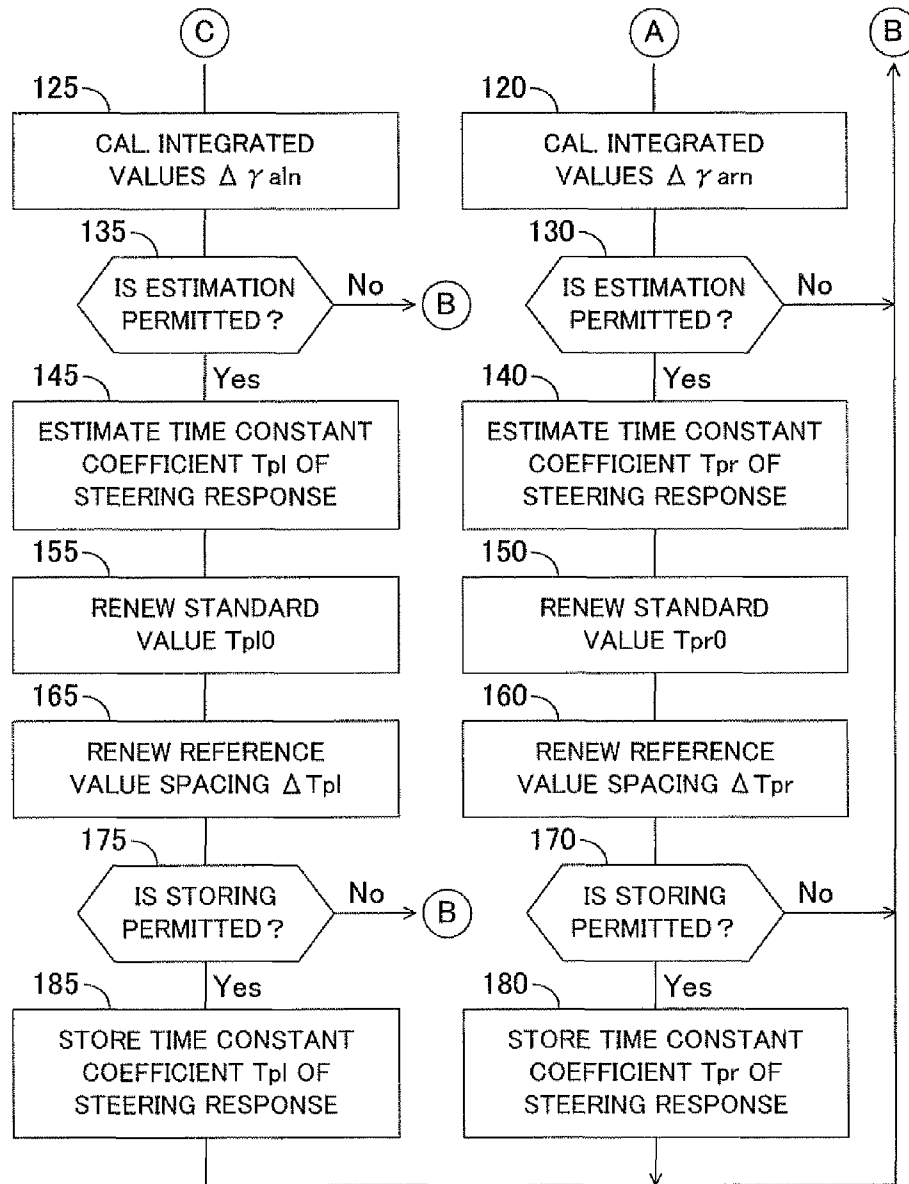 C
125
CAL. INTEGRATED
VALUES Δ γ aln
135
IS ESTIMATION
PERMITTED?
No
B
Yes
145
ESTIMATE TIME CONSTANT
COEFFICIENT Tpl OF
STEERING RESPONSE
155
RENEW STANDARD
VALUE Tpl0
165
RENEW REFERENCE
VALUE SPACING Δ Tpl
175
IS STORING
PERMITTED?
No
B
Yes
185
STORE TIME CONSTANT
COEFFICIENT Tpl OF
STEERING RESPONSE
A
120
CAL. INTEGRATED
VALUES Δ γ arn
130
IS ESTIMATION
PERMITTED?
No
Yes
140
ESTIMATE TIME CONSTANT
COEFFICIENT Tpr OF
STEERING RESPONSE
150
RENEW STANDARD
VALUE Tpr0
160
RENEW REFERENCE
VALUE SPACING Δ Tpr
170
IS STORING
PERMITTED?
No
Yes
180
STORE TIME CONSTANT
COEFFICIENT Tpr OF
STEERING RESPONSE
B